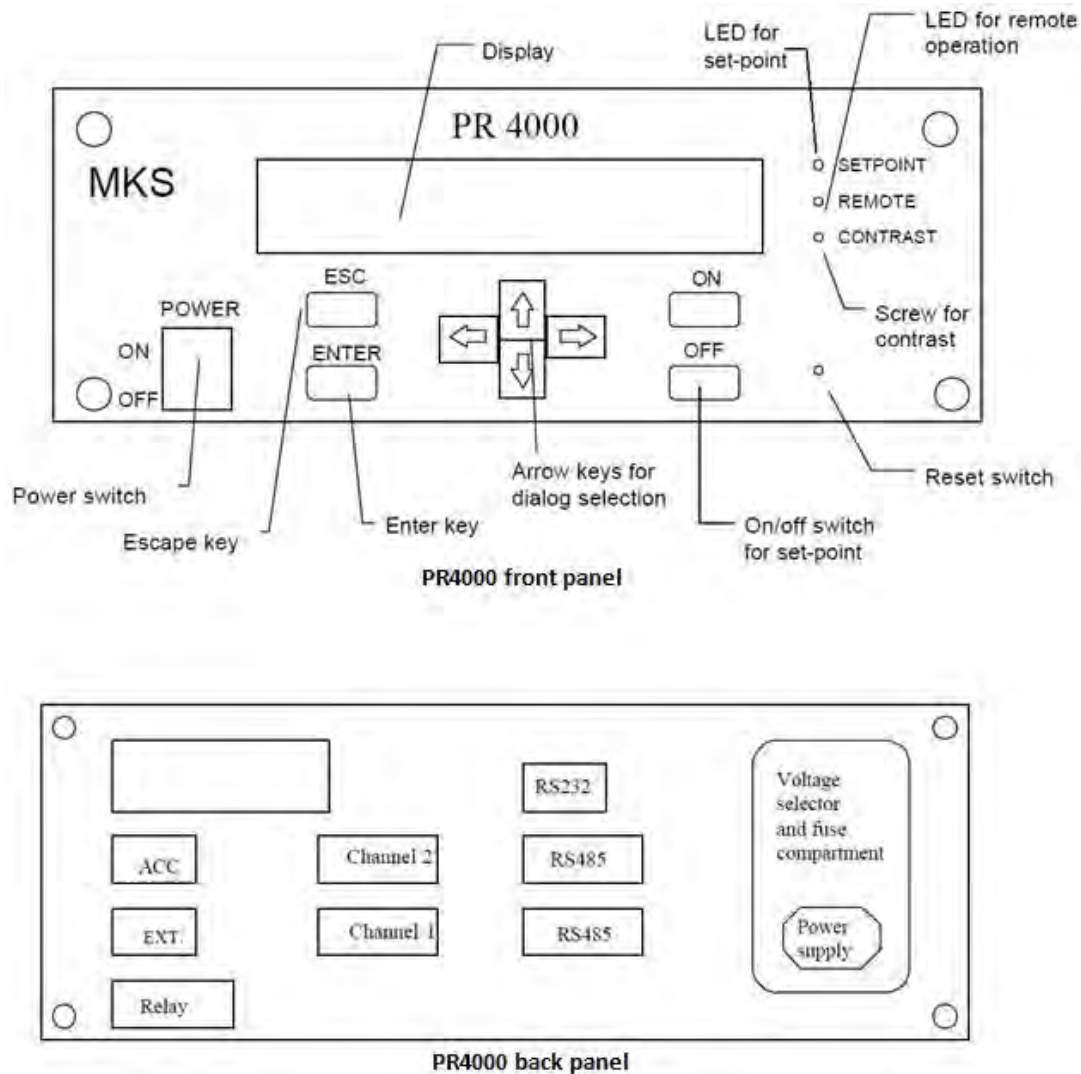 LED for
set-point
LED for remote
operation
Display
PR 4000
MKS
SETPOINT
REMOTE
CONTRAST
ESC
ON
POWER
ON
OFF
ENTER
OFF
Screw for
contrast
Power switch
Escape key
Enter key
Arrow keys for
dialog selection
On/off switch
for set-point
Reset switch
PR4000 front panel
RS232
Voltage
selector
and fuse
compartment
ACC
Channel 2
RS485
EXT.
Channel 1
RS485
Power
supply
Relay
PR4000 back panel